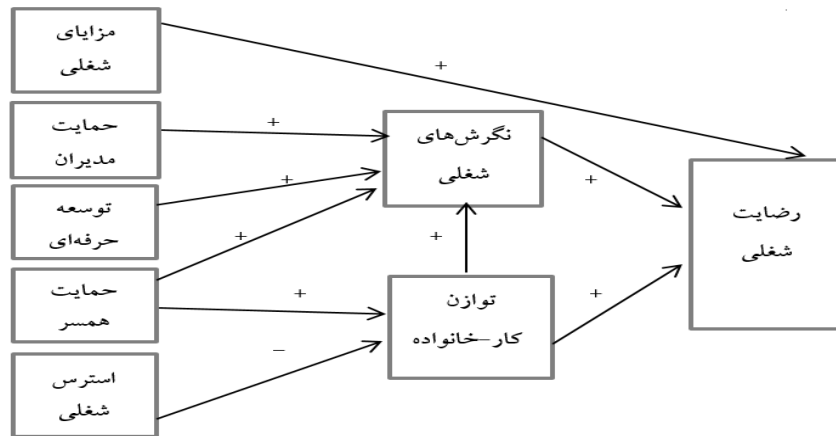 مزایای
شغلی
حمایت
مدیران
توسعه
حرفه‌ای
حمایت
همسر
استرس
شغلی
نگرش‌های
شغلی
توازن
کار–خانواده
رضایت
شغلی
+
+
+
+
+
–
+
+
+